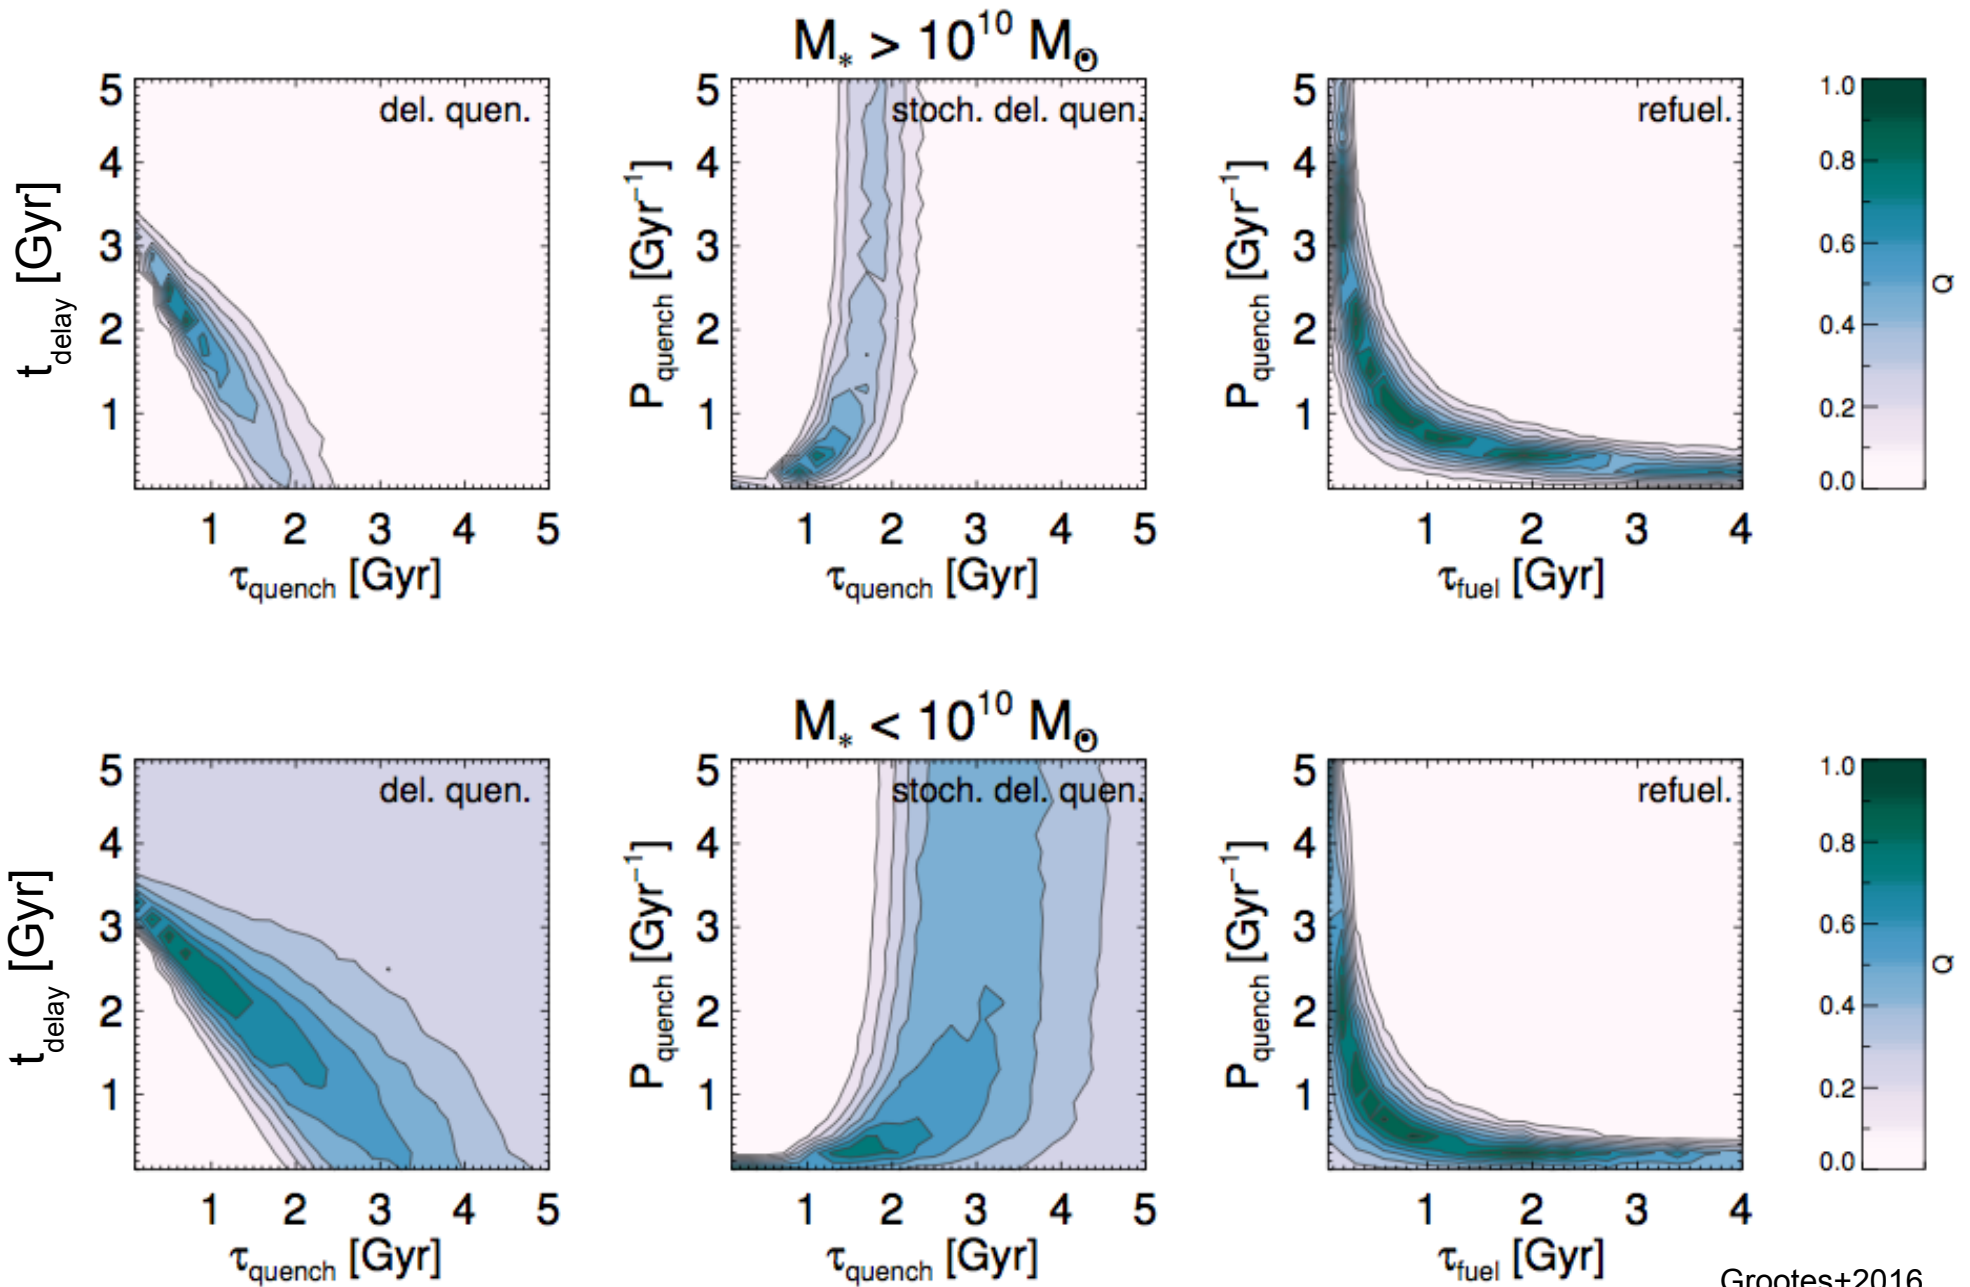 M* > 10¹⁰ M⊙
del. quen.
stoch. del. quen.
refuel.
5
4
3
2
1
t_delay [Gyr]
1 2 3 4 5
τ_quench [Gyr]
5
4
3
2
1
P_quench [Gyr⁻¹]
1 2 3 4 5
τ_quench [Gyr]
5
4
3
2
1
P_quench [Gyr⁻¹]
1 2 3 4
τ_fuel [Gyr]
1.0
0.8
0.6
0.4
0.2
0.0
Q
M* < 10¹⁰ M⊙
del. quen.
stoch. del. quen.
refuel.
5
4
3
2
1
t_delay [Gyr]
1 2 3 4 5
τ_quench [Gyr]
5
4
3
2
1
P_quench [Gyr⁻¹]
1 2 3 4 5
τ_quench [Gyr]
5
4
3
2
1
P_quench [Gyr⁻¹]
1 2 3 4
τ_fuel [Gyr]
1.0
0.8
0.6
0.4
0.2
0.0
Q
Grootes+2016